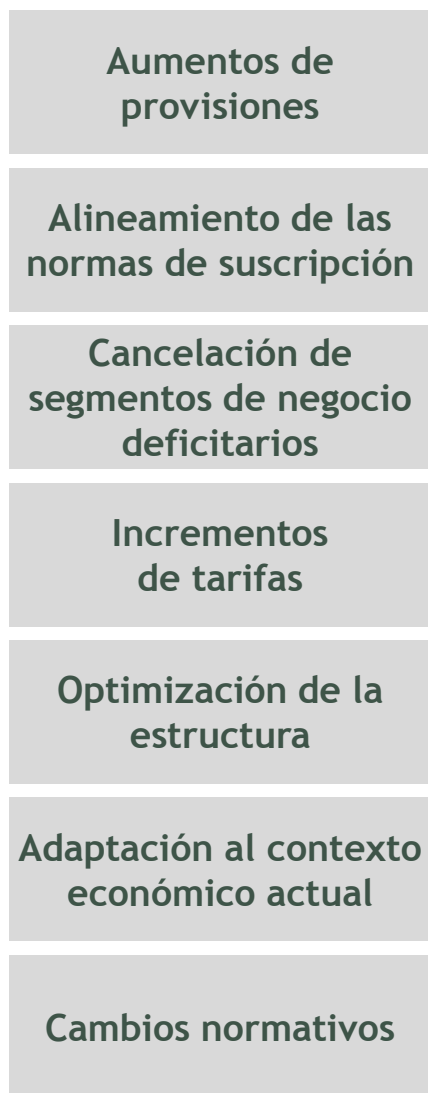 Aumentos de
provisiones
Alineamiento de las
normas de suscripción
Cancelación de
segmentos de negocio
deficitarios
Incrementos
de tarifas
Optimización de la
estructura
Adaptación al contexto
económico actual
Cambios normativos